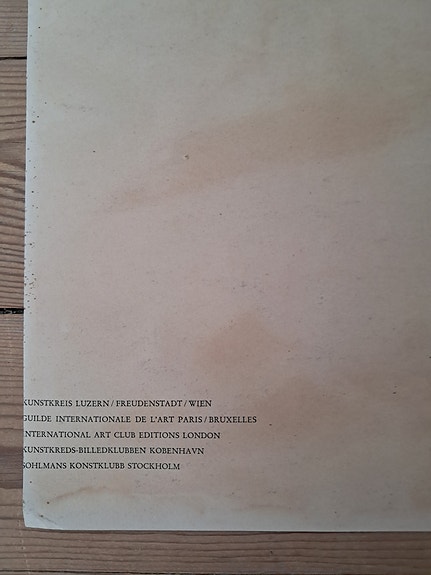 KUNSTKREIS LUZERN / FREUDENSTADT / WIEN
GUILDE INTERNATIONALE DE L'ART PARIS / BRUXELLES
INTERNATIONAL ART CLUB EDITIONS LONDON
KUNSTKREDS-BILLEDKLUBBEN KOBENHAVN
SOHLMANS KONSTKLUBB STOCKHOLM